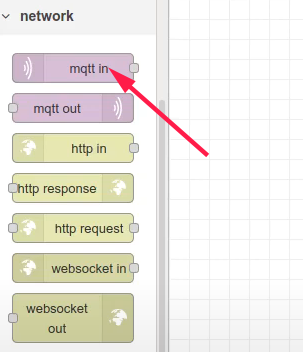 network
mqtt in
mqtt out
http in
http response
http request
websocket in
websocket
out